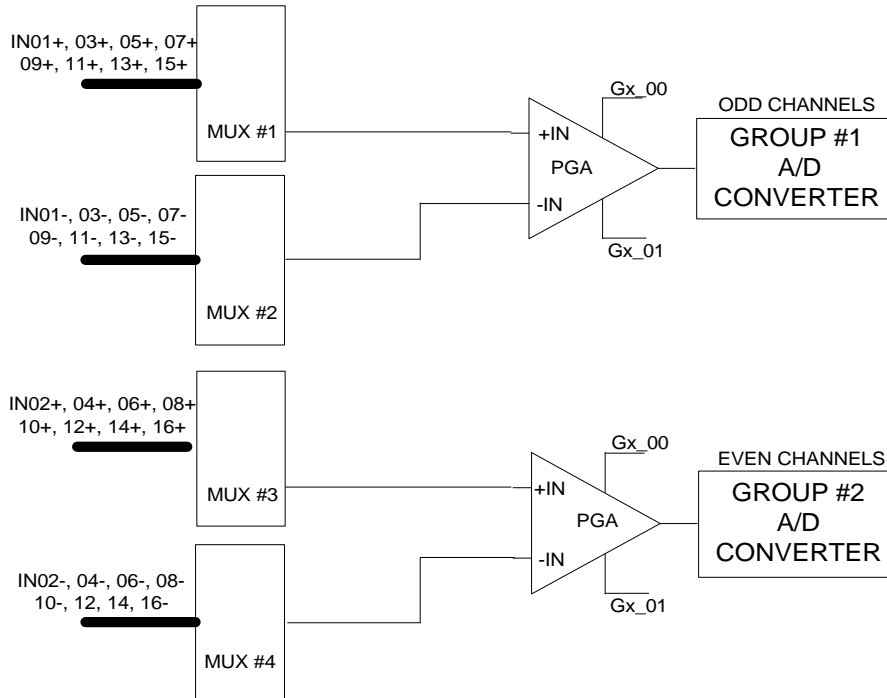 IN01+, 03+, 05+, 07+
09+, 11+, 13+, 15+
MUX #1
Gx_00
+IN
PGA
-IN
Gx_01
ODD CHANNELS
GROUP #1
A/D
CONVERTER
IN01-, 03-, 05-, 07-
09-, 11-, 13-, 15-
MUX #2
IN02+, 04+, 06+, 08+
10+, 12+, 14+, 16+
MUX #3
Gx_00
+IN
PGA
-IN
Gx_01
EVEN CHANNELS
GROUP #2
A/D
CONVERTER
IN02-, 04-, 06-, 08-
10-, 12, 14, 16-
MUX #4